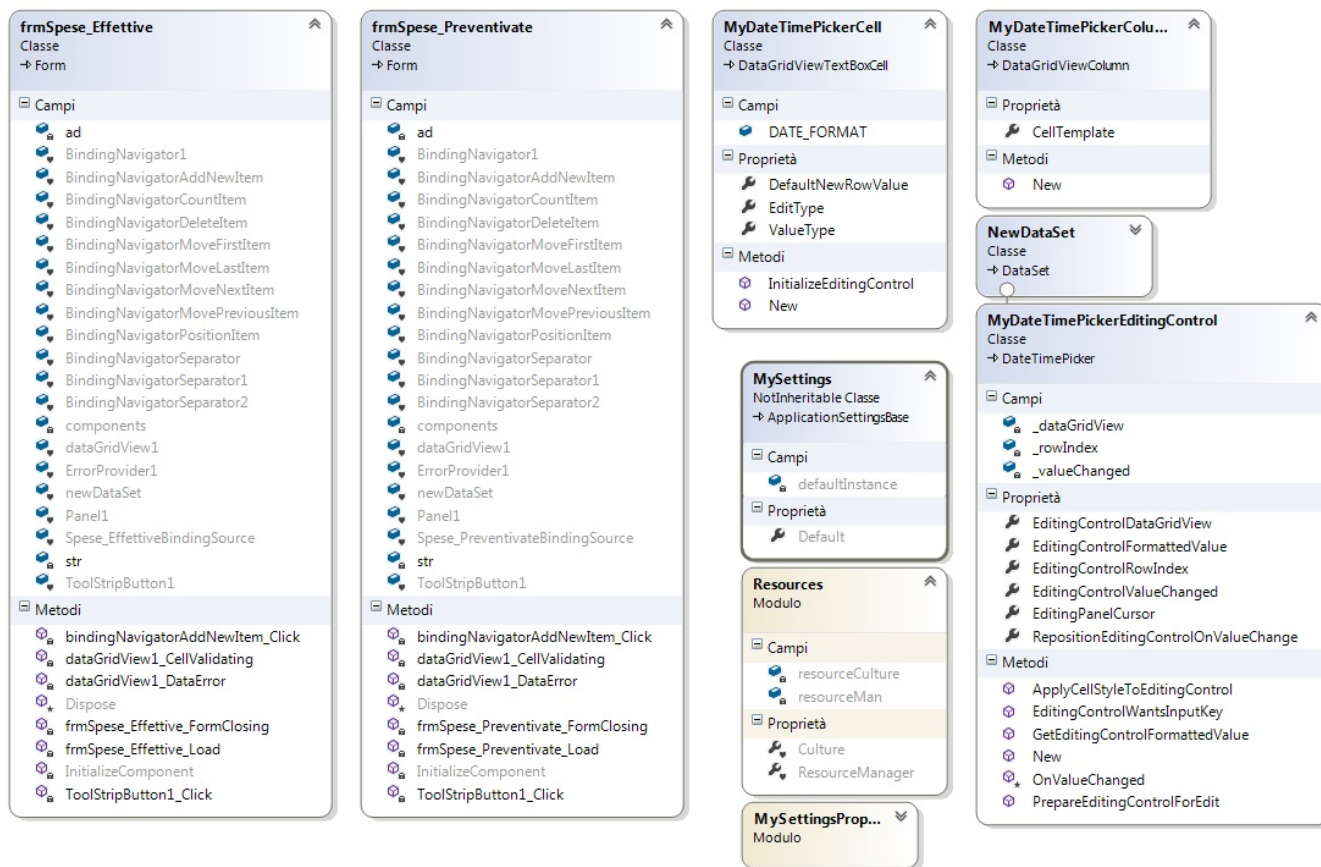 frmSpese_Effettive
Classe
Form
Campi
ad
BindingNavigator1
BindingNavigatorAddNewItem
BindingNavigatorCountItem
BindingNavigatorDeleteItem
BindingNavigatorMoveFirstItem
BindingNavigatorMoveLastItem
BindingNavigatorMoveNextItem
BindingNavigatorMovePreviousItem
BindingNavigatorPositionItem
BindingNavigatorSeparator
BindingNavigatorSeparator1
BindingNavigatorSeparator2
components
dataGridView1
ErrorProvider1
newDataSet
Panel1
Spese_EffettiveBindingSource
str
ToolStripButton1
Metodi
bindingNavigatorAddNewItem_Click
dataGridView1_CellValidating
dataGridView1_DataError
Dispose
frmSpese_Effettive_FormClosing
frmSpese_Effettive_Load
InitializeComponent
ToolStripButton1_Click
frmSpese_Preventivate
Classe
Form
Campi
ad
BindingNavigator1
BindingNavigatorAddNewItem
BindingNavigatorCountItem
BindingNavigatorDeleteItem
BindingNavigatorMoveFirstItem
BindingNavigatorMoveLastItem
BindingNavigatorMoveNextItem
BindingNavigatorMovePreviousItem
BindingNavigatorPositionItem
BindingNavigatorSeparator
BindingNavigatorSeparator1
BindingNavigatorSeparator2
components
dataGridView1
ErrorProvider1
newDataSet
Panel1
Spese_PreventivateBindingSource
str
ToolStripButton1
Metodi
bindingNavigatorAddNewItem_Click
dataGridView1_CellValidating
dataGridView1_DataError
Dispose
frmSpese_Preventivate_FormClosing
frmSpese_Preventivate_Load
InitializeComponent
ToolStripButton1_Click
MyDateTimePickerCell
Classe
DataGridViewTextBoxCell
Campi
DATE_FORMAT
Proprietà
DefaultNewRowValue
EditType
ValueType
Metodi
InitializeEditingControl
New
MySettings
NotInheritable Classe
ApplicationSettingsBase
Campi
defaultInstance
Proprietà
Default
Resources
Modulo
Campi
resourceCulture
resourceMan
Proprietà
Culture
ResourceManager
MySettingsProp...
Modulo
MyDateTimePickerColu...
Classe
DataGridViewColumn
Proprietà
CellTemplate
Metodi
New
NewDataSet
Classe
DataSet
MyDateTimePickerEditingControl
Classe
DateTimePicker
Campi
_dataGridView
_rowIndex
_valueChanged
Proprietà
EditingControlDataGridView
EditingControlFormattedValue
EditingControlRowIndex
EditingControlValueChanged
EditingPanelCursor
RepositionEditingControlOnValueChange
Metodi
ApplyCellStyleToEditingControl
EditingControlWantsInputKey
GetEditingControlFormattedValue
New
OnValueChanged
PrepareEditingControlForEdit